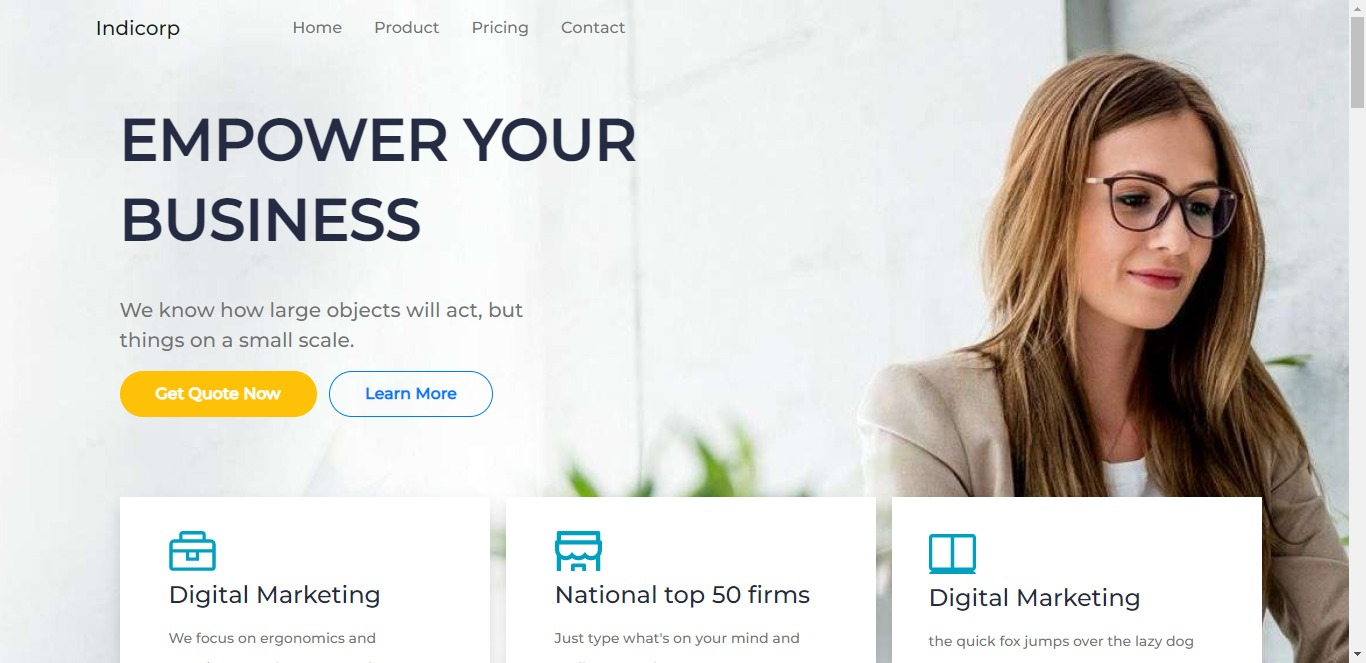 Indicorp
Home Product Pricing Contact
EMPOWER YOUR
BUSINESS
We know how large objects will act, but
things on a small scale.
Get Quote Now Learn More
Digital Marketing
We focus on ergonomics and
National top 50 firms
Just type what's on your mind and
Digital Marketing
the quick fox jumps over the lazy dog